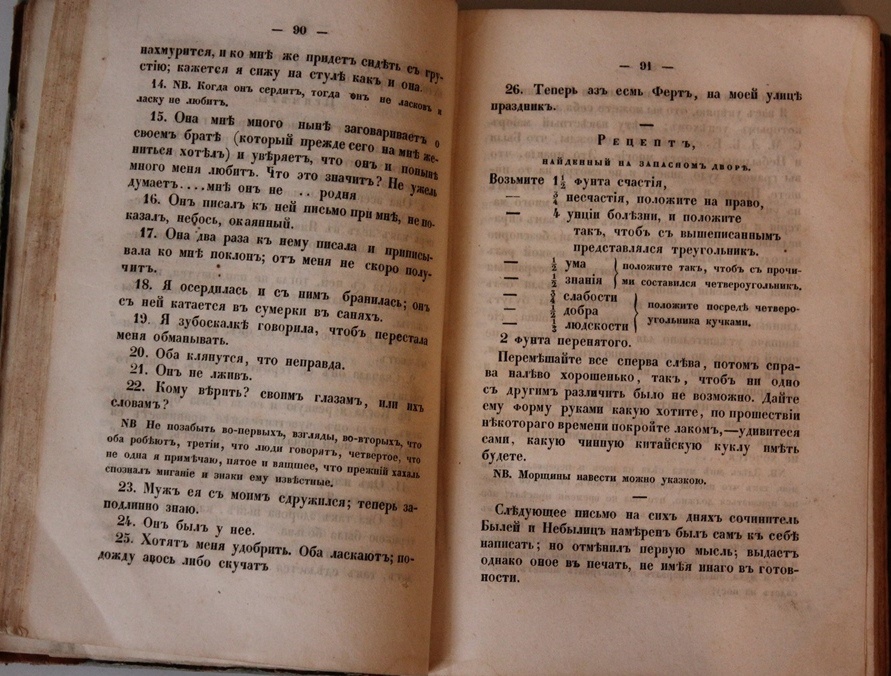 — 90 —
нахмурится, и ко мнѣ же придетъ сидѣть съ гру-
стію; кажется я сижу на стулѣ какъ и она.
14. NB. Когда онъ сердитъ, тогда онъ не ласковъ и
ласку не любитъ.
15. Она мнѣ много нынѣ заговариваетъ о
своемъ братѣ (который прежде сего на мнѣ же-
ниться хотѣлъ) и увѣряетъ, что онъ и понынѣ
много меня любитъ. Что это значитъ? Не ужель
думаетъ....мнѣ онъ не .. родня
16. Онъ писалъ къ ней письмо при мнѣ, не по-
казалъ, небось, окаянный.
17. Она два раза къ нему писала и приписы-
вала ко мнѣ поклонъ; отъ меня не скоро полу-
читъ.
18. Я осердилась и съ нимъ бранилась; онъ
съ ней катается въ сумерки въ саняхъ.
19. Я зубоскалкѣ говорила, чтобъ перестала
меня обманывать.
20. Оба клянутся, что неправда.
21. Онъ не лживъ.
22. Кому вѣрить? своимъ глазамъ, или ихъ
словамъ?
NB Не позабыть во-первыхъ, взгляды, во-вторыхъ, что
оба робѣютъ, третіи, что люди говорятъ, четвертое, что
не одна я примѣчаю, пятое и вящшее, что прежній хахаль
спозналъ миганіе и знаки ему извѣстные.
23. Мужъ ея съ моимъ сдружился; теперь за-
подлинно знаю.
24. Онъ былъ у нее.
25. Хотятъ меня удобрить. Оба ласкаютъ; по-
дожду авось либо скучатъ
— 91 —
26. Теперь азъ есмь Фертъ, на моей улицѣ
праздникъ.
Рецептъ,
найденный на запасномъ дворѣ.
Возьмите 1½ фунта счастія,
— ¾ несчастія, положите на право,
— 4 унціи болѣзни, и положите
такъ, чтобъ съ вышеписаннымъ
представлялся треугольникъ.
— ½ ума } положите такъ, чтобъ съ прочи-
— ½ знанія } ми составился четвероугольникъ.
— ¾ слабости
— ½ добра } положите посредѣ четверо-
— ⅓ людскости } угольника кучками.
2 фунта перенятого.
Перемѣшайте все сперва слѣва, потомъ спра-
ва налѣво хорошенько, такъ, чтобъ ни одно
съ другимъ различить было не возможно. Дайте
ему форму руками какую хотите, по прошествіи
нѣкотораго времени покройте лакомъ,—удивитеся
сами, какую чинную китайскую куклу имѣть
будете.
NB. Морщины навести можно указкою.
Слѣдующее письмо на сихъ дняхъ сочинитель
Былей и Небылицъ намѣренъ былъ самъ къ себѣ
написать; но отмѣнилъ первую мысль; выдаетъ
однако оное въ печать, не имѣя инаго въ готов-
ности.